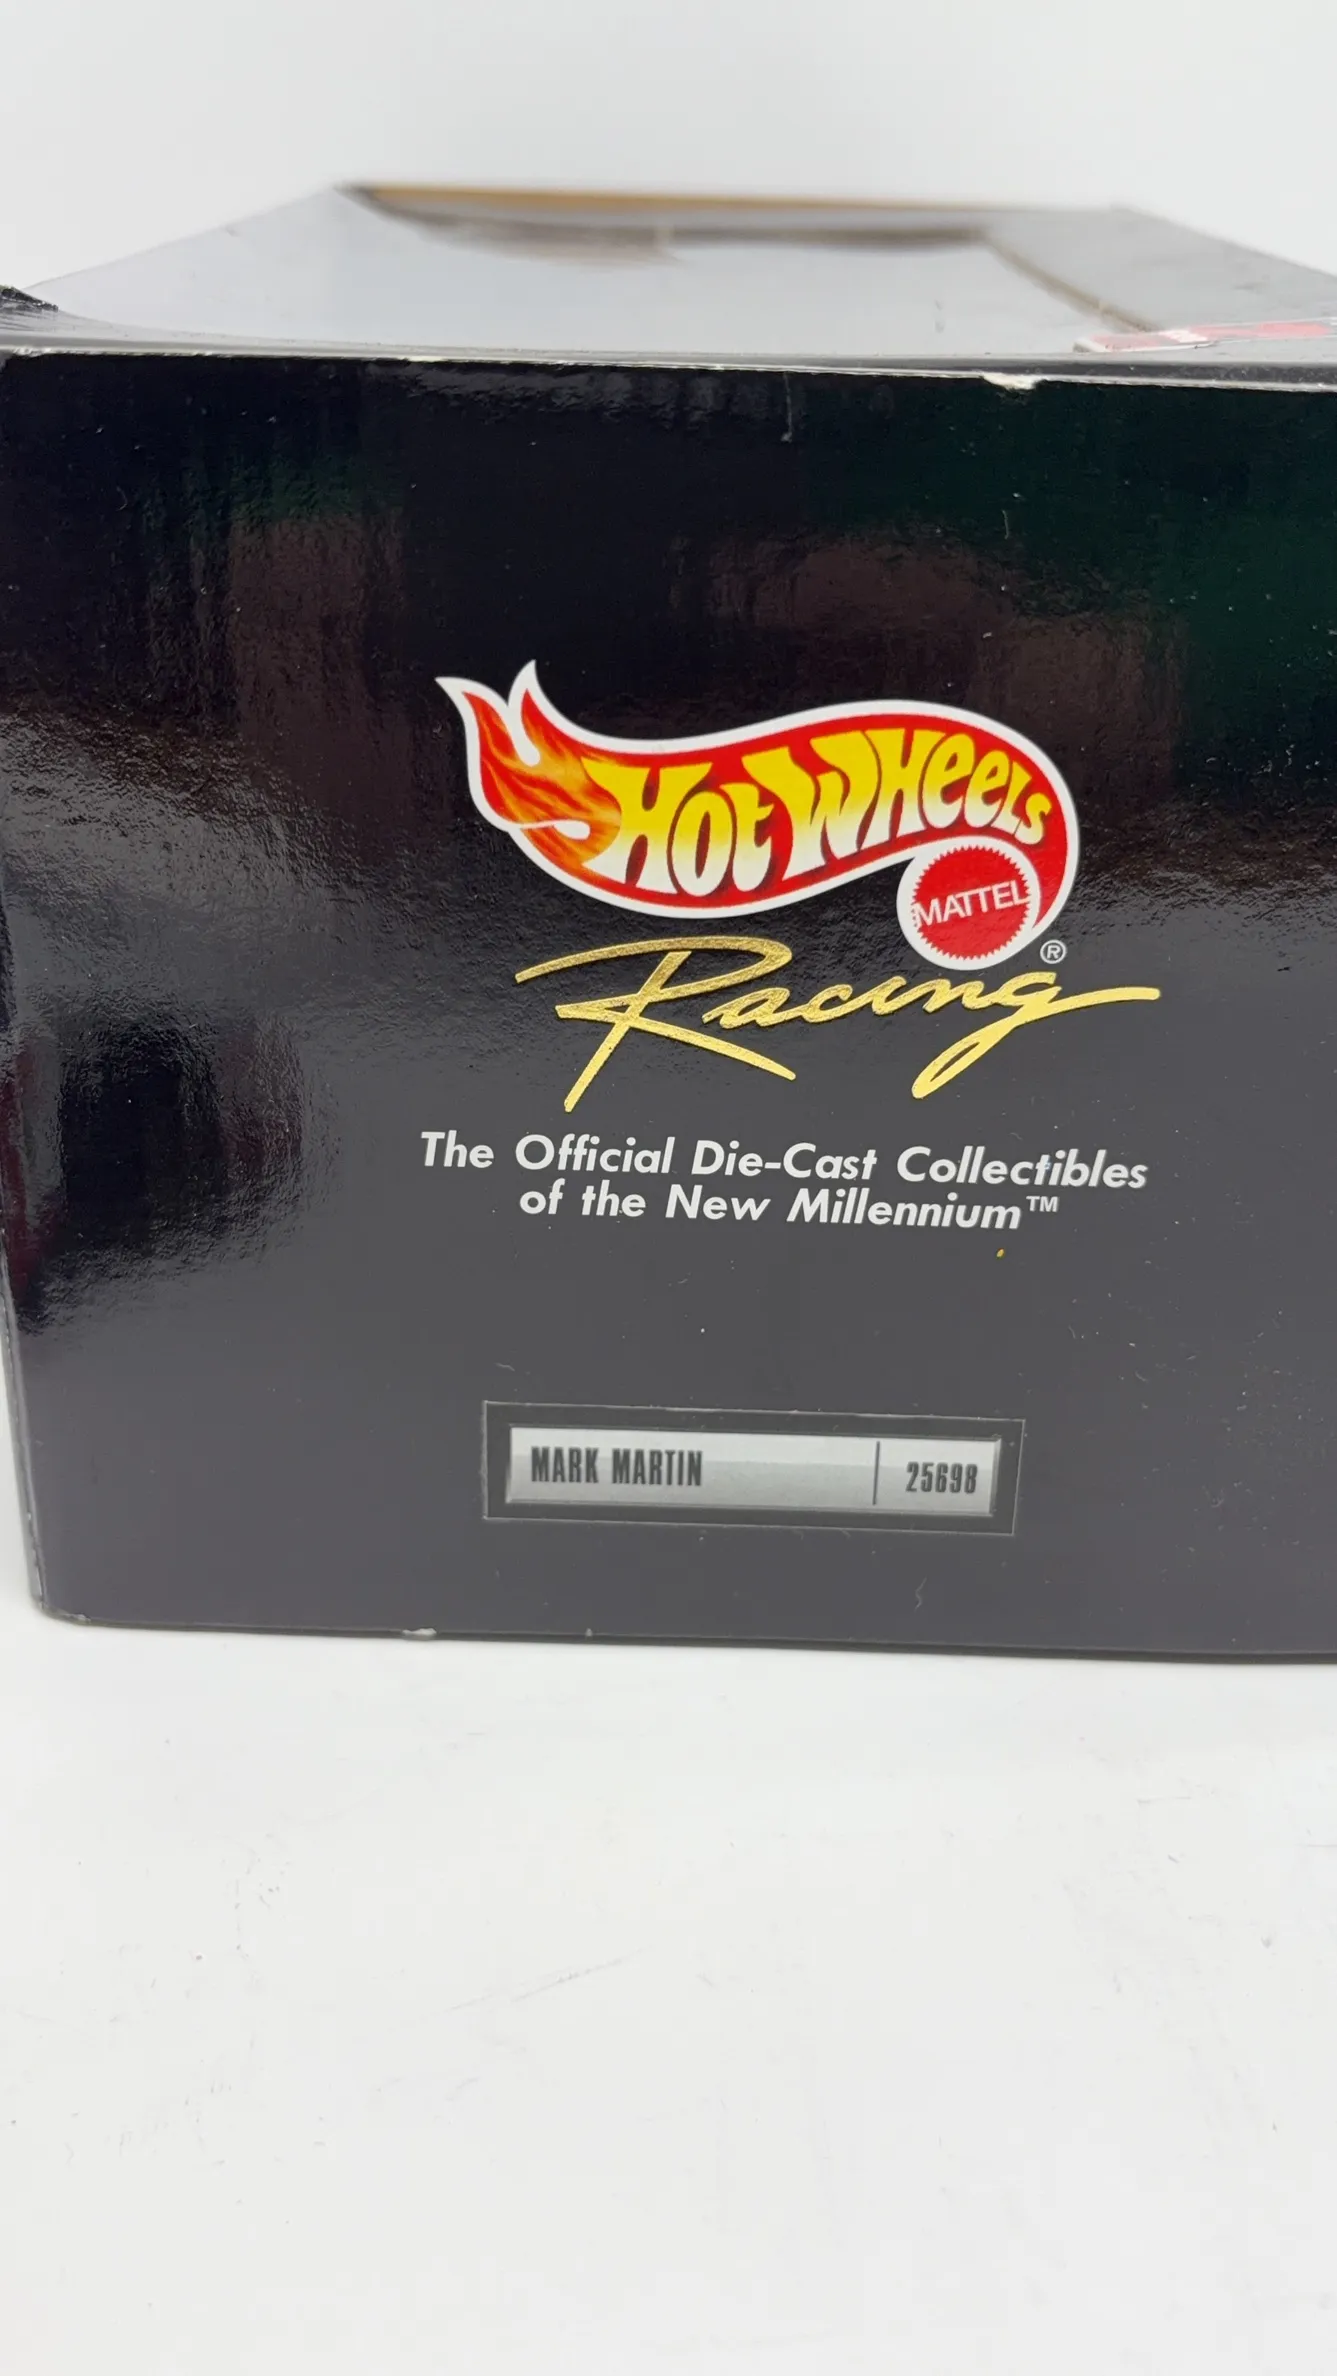 Hot Wheels
MATTEL
®
Racing
The Official Die-Cast Collectibles
of the New Millennium™
MARK MARTIN 25698